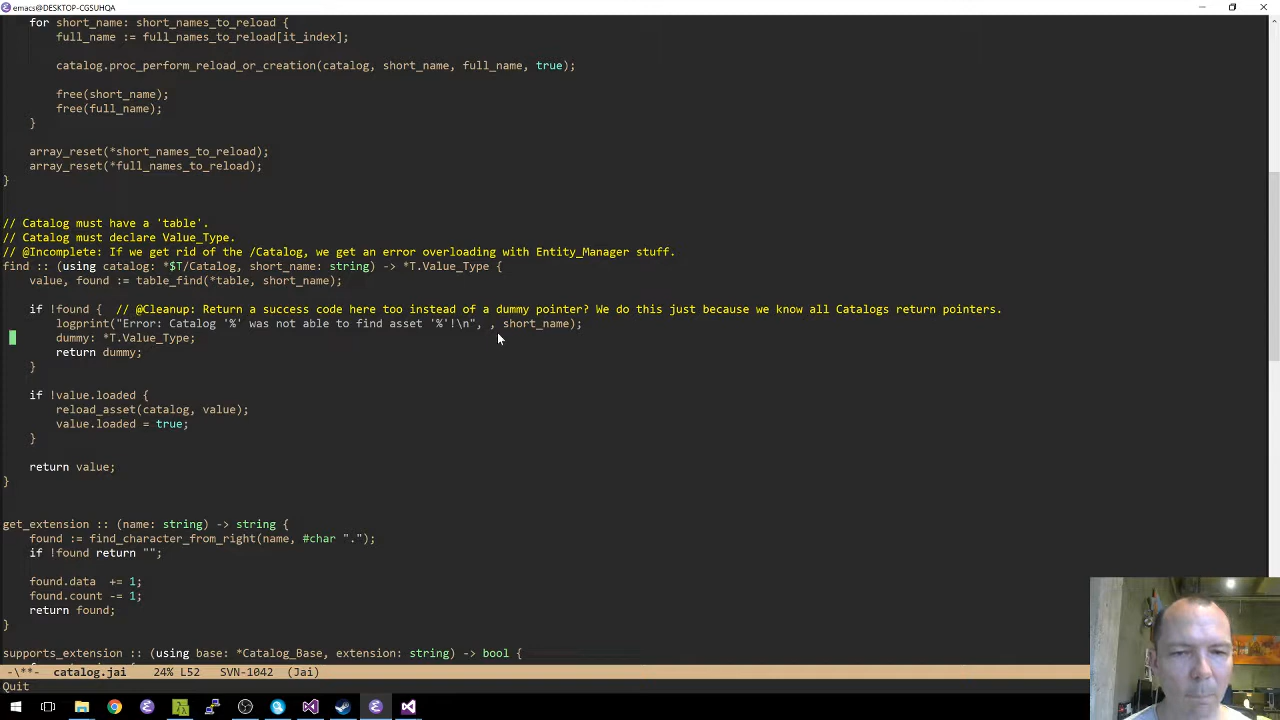 emacs@DESKTOP-CGSUHQA
for short_name: short_names_to_reload {
full_name := full_names_to_reload[it_index];
catalog.proc_perform_reload_or_creation(catalog, short_name, full_name, true);
free(short_name);
free(full_name);
}
array_reset(*short_names_to_reload);
array_reset(*full_names_to_reload);
}
// Catalog must have a 'table'.
// Catalog must declare Value_Type.
// @Incomplete: If we get rid of the /Catalog, we get an error overloading with Entity_Manager stuff.
find :: (using catalog: *$T/Catalog, short_name: string) -> *T.Value_Type {
value, found := table_find(*table, short_name);
if !found {  // @Cleanup: Return a success code here too instead of a dummy pointer? We do this just because we know all Catalogs return pointers.
logprint("Error: Catalog '%' was not able to find asset '%'!\n", , short_name);
dummy: *T.Value_Type;
return dummy;
}
if !value.loaded {
reload_asset(catalog, value);
value.loaded = true;
}
return value;
}
get_extension :: (name: string) -> string {
found := find_character_from_right(name, #char ".");
if !found return "";
found.data  += 1;
found.count -= 1;
return found;
}
supports_extension :: (using base: *Catalog_Base, extension: string) -> bool {
-\**-  catalog.jai    24% L52    SVN-1042  (Jai)
Quit